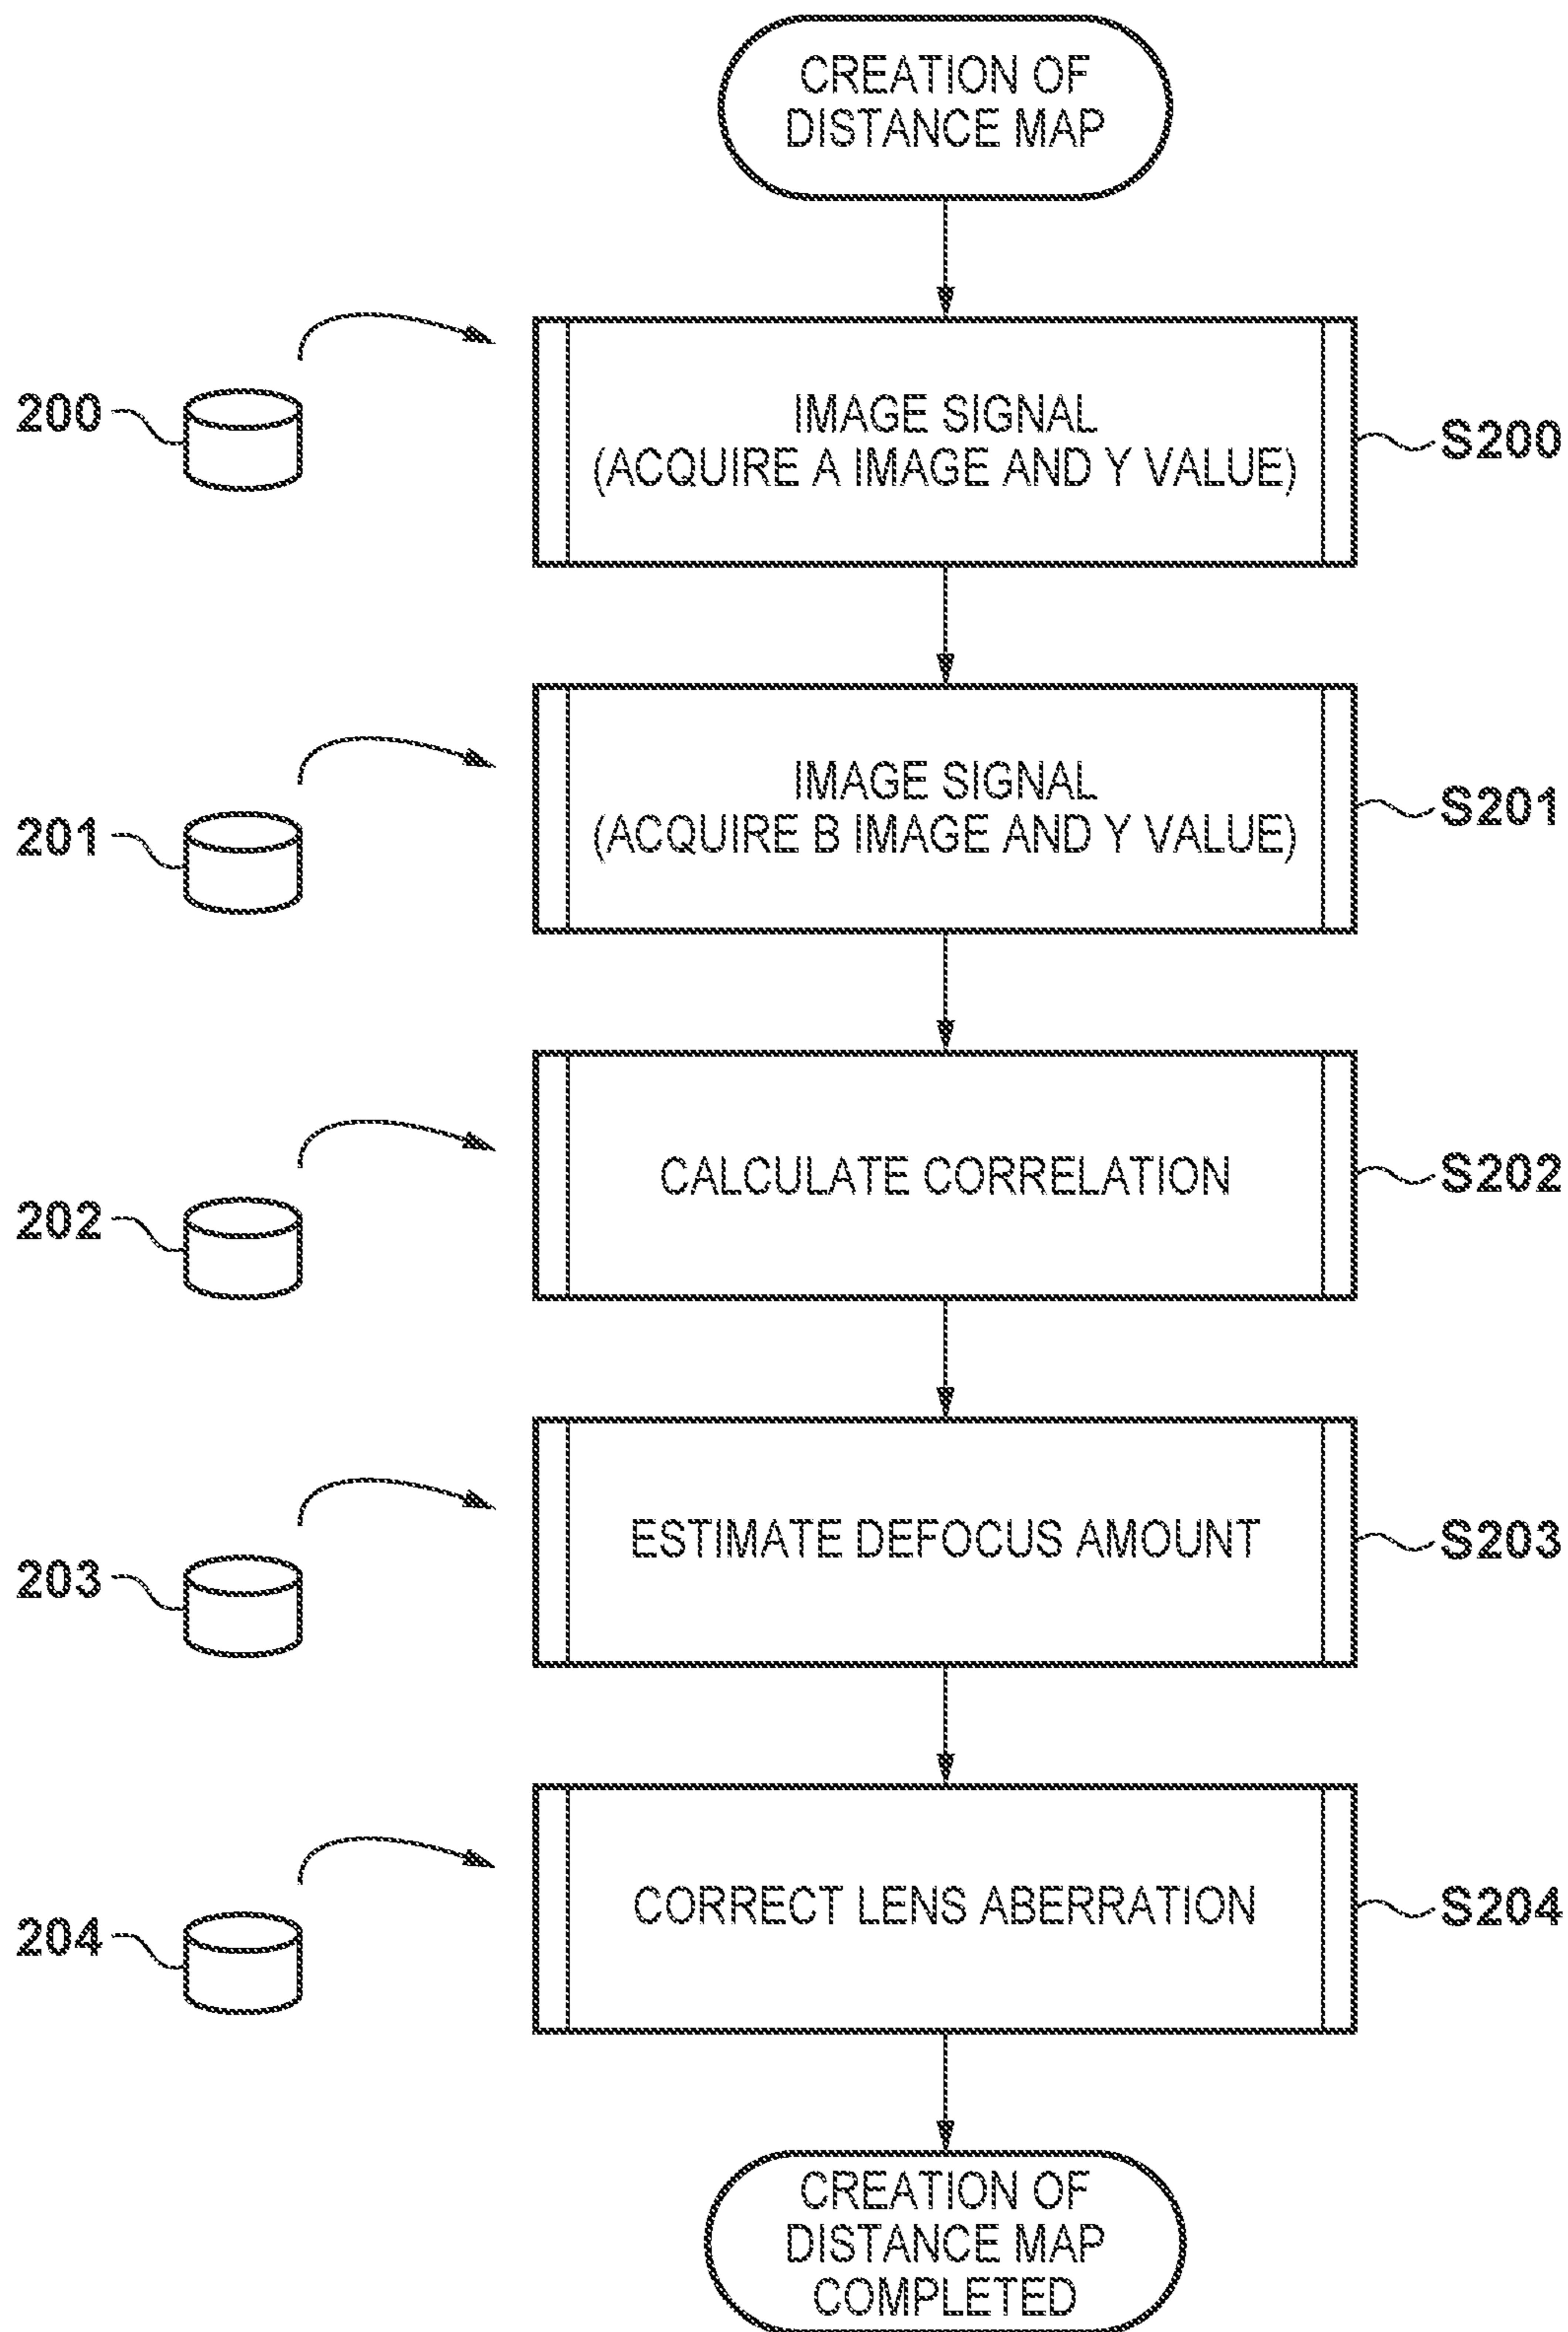 CREATION OF
DISTANCE MAP
200
IMAGE SIGNAL
(ACQUIRE A IMAGE AND Y VALUE)
S200
201
IMAGE SIGNAL
(ACQUIRE B IMAGE AND Y VALUE)
S201
202
CALCULATE CORRELATION
S202
203
ESTIMATE DEFOCUS AMOUNT
S203
204
CORRECT LENS ABERRATION
S204
CREATION OF
DISTANCE MAP
COMPLETED